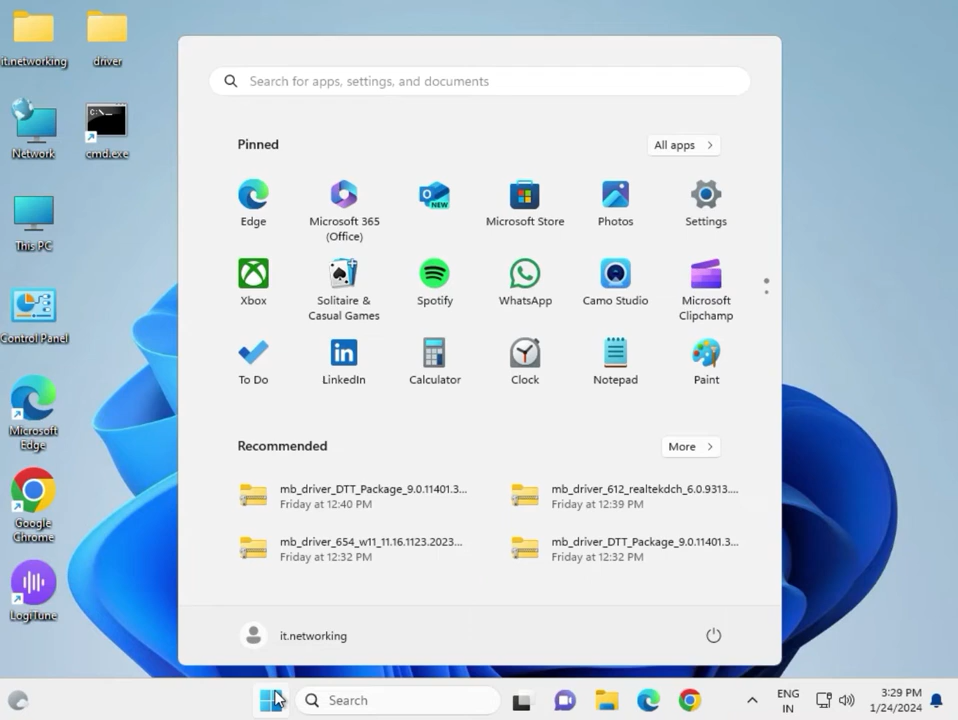 it.networking
driver
Network
cmd.exe
This PC
Control Panel
Microsoft
Edge
Google
Chrome
LogiTune
Search for apps, settings, and documents
Pinned
All apps
Edge
Microsoft 365
(Office)
NEW
Microsoft Store
Photos
Settings
Xbox
Solitaire &
Casual Games
Spotify
WhatsApp
Camo Studio
Microsoft
Clipchamp
To Do
LinkedIn
Calculator
Clock
Notepad
Paint
Recommended
More
mb_driver_DTT_Package_9.0.11401.3...
Friday at 12:40 PM
mb_driver_612_realtekdch_6.0.9313....
Friday at 12:39 PM
mb_driver_654_w11_11.16.1123.2023...
Friday at 12:32 PM
mb_driver_DTT_Package_9.0.11401.3...
Friday at 12:32 PM
it.networking
Search
ENG
IN
3:29 PM
1/24/2024